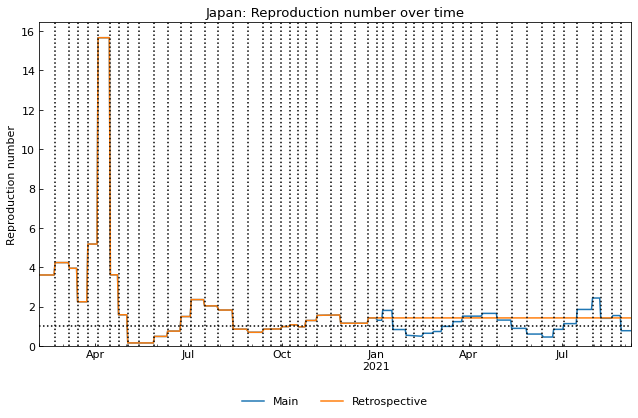 Japan: Reproduction number over time
Reproduction number
16
14
12
10
8
6
4
2
0
Apr Jul Oct Jan Apr Jul
2021
Main Retrospective